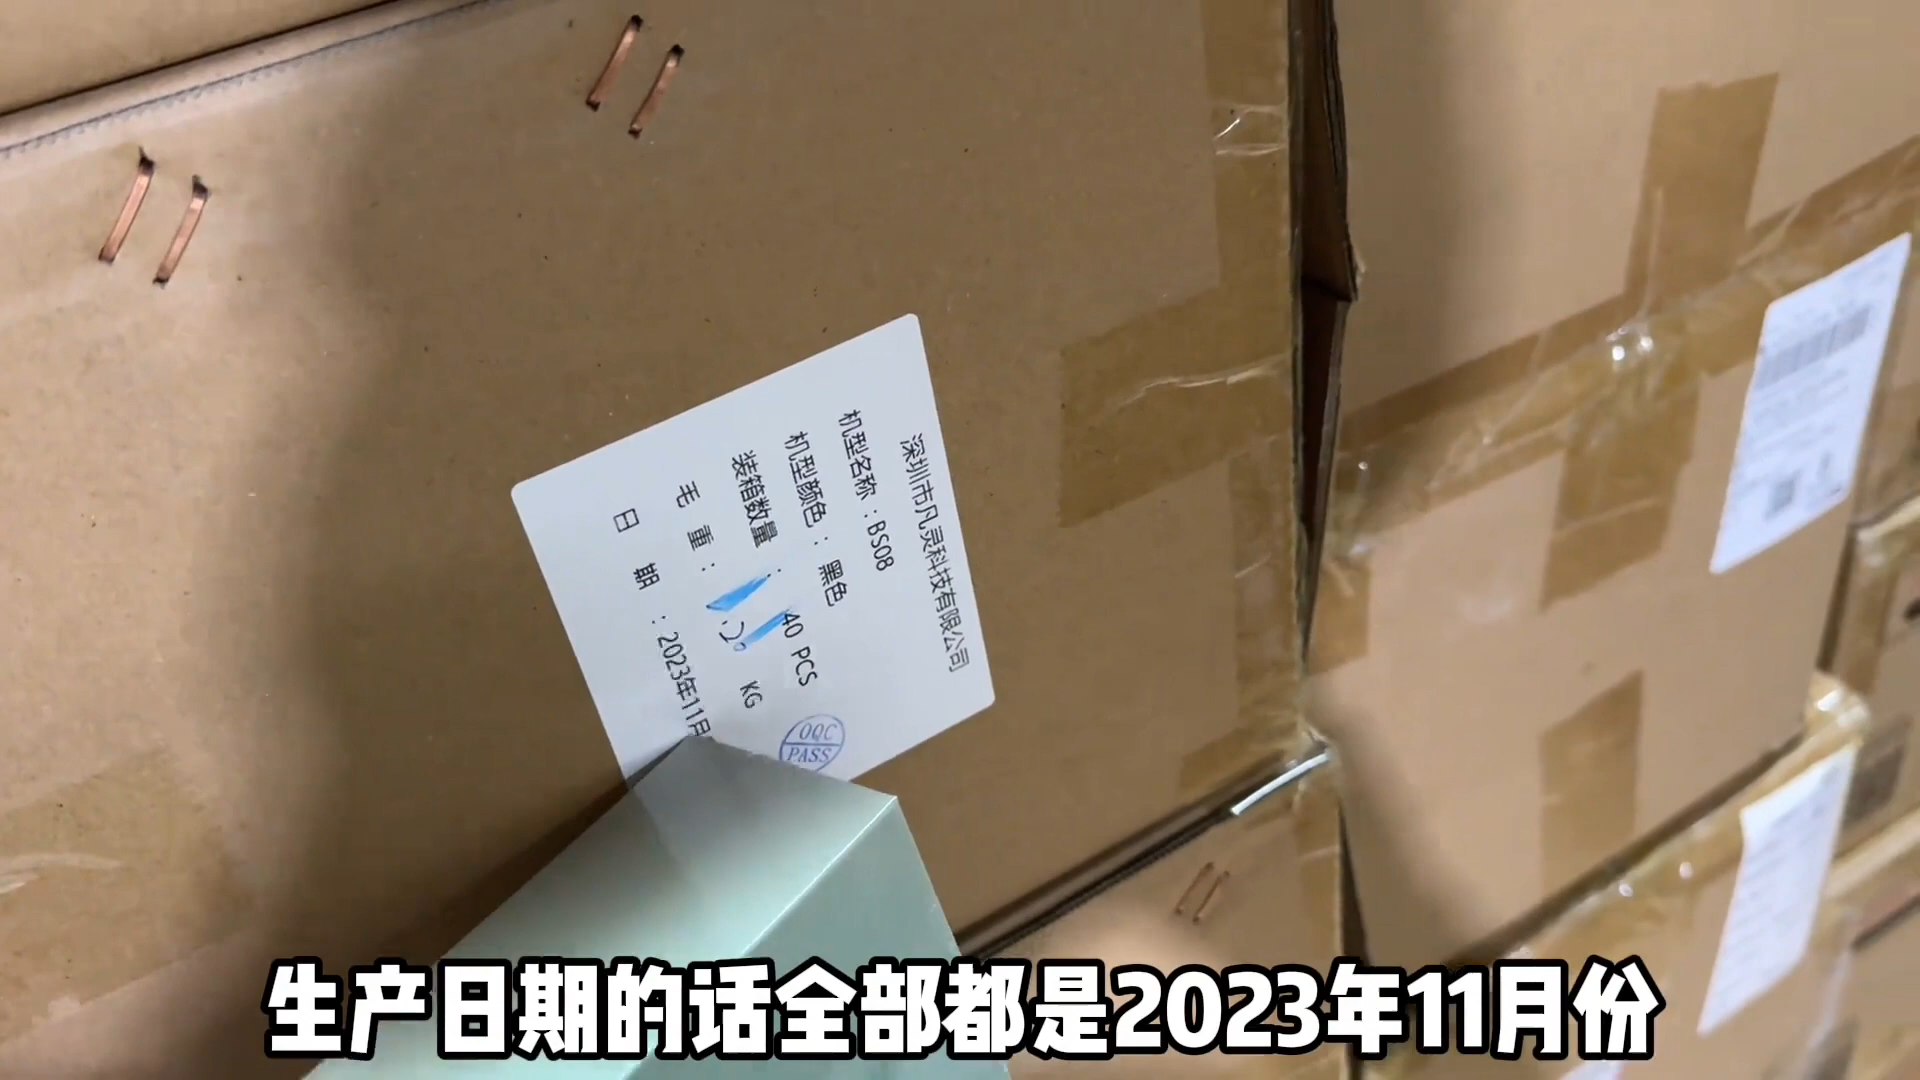 深圳市凡灵科技有限公司
机型名称：BS08
机型颜色：黑色
装箱数量：40 PCS
毛 重： KG
日 期：2023年11月
OQC
PASS
生产日期的话全部都是2023年11月份